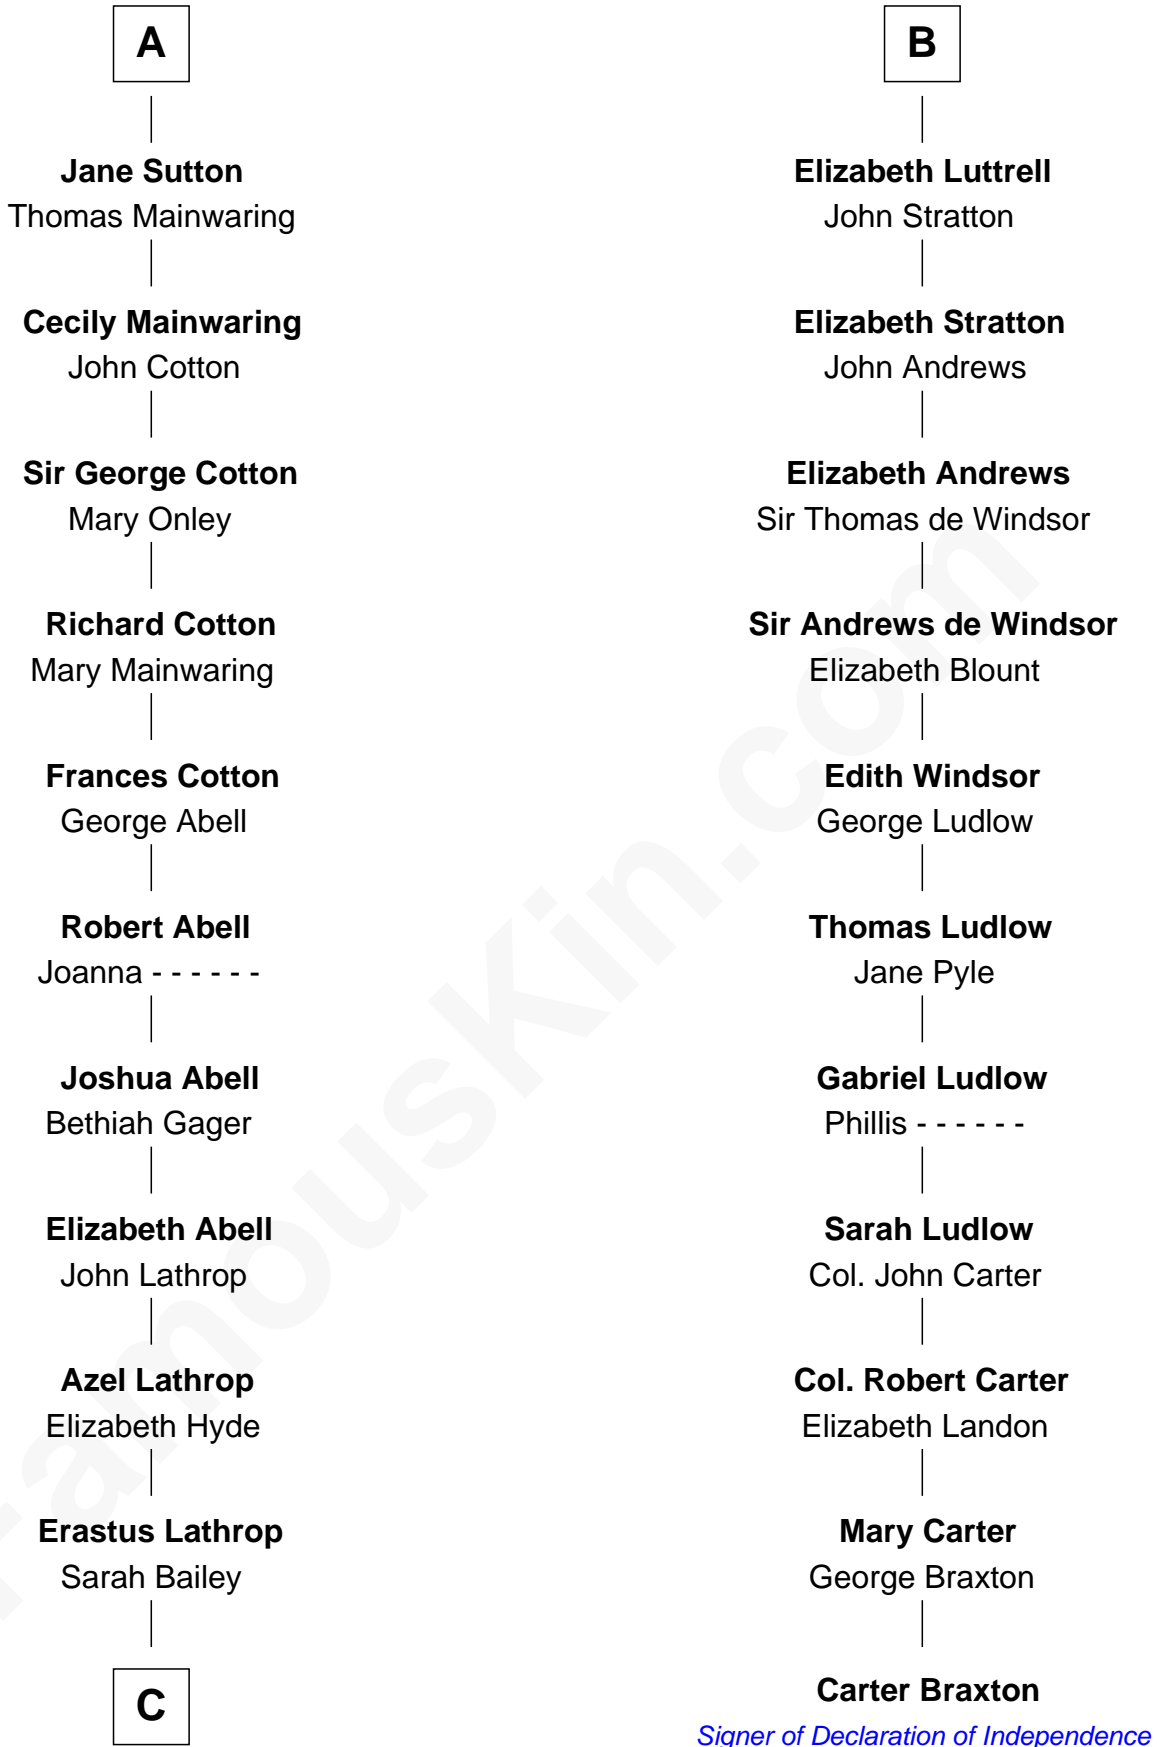 A
Jane Sutton
Thomas Mainwaring
Cecily Mainwaring
John Cotton
Sir George Cotton
Mary Onley
Richard Cotton
Mary Mainwaring
Frances Cotton
George Abell
Robert Abell
Joanna - - - - - -
Joshua Abell
Bethiah Gager
Elizabeth Abell
John Lathrop
Azel Lathrop
Elizabeth Hyde
Erastus Lathrop
Sarah Bailey
C
B
Elizabeth Luttrell
John Stratton
Elizabeth Stratton
John Andrews
Elizabeth Andrews
Sir Thomas de Windsor
Sir Andrews de Windsor
Elizabeth Blount
Edith Windsor
George Ludlow
Thomas Ludlow
Jane Pyle
Gabriel Ludlow
Phillis - - - - - -
Sarah Ludlow
Col. John Carter
Col. Robert Carter
Elizabeth Landon
Mary Carter
George Braxton
Carter Braxton
Signer of Declaration of Independence
FamousKin.com